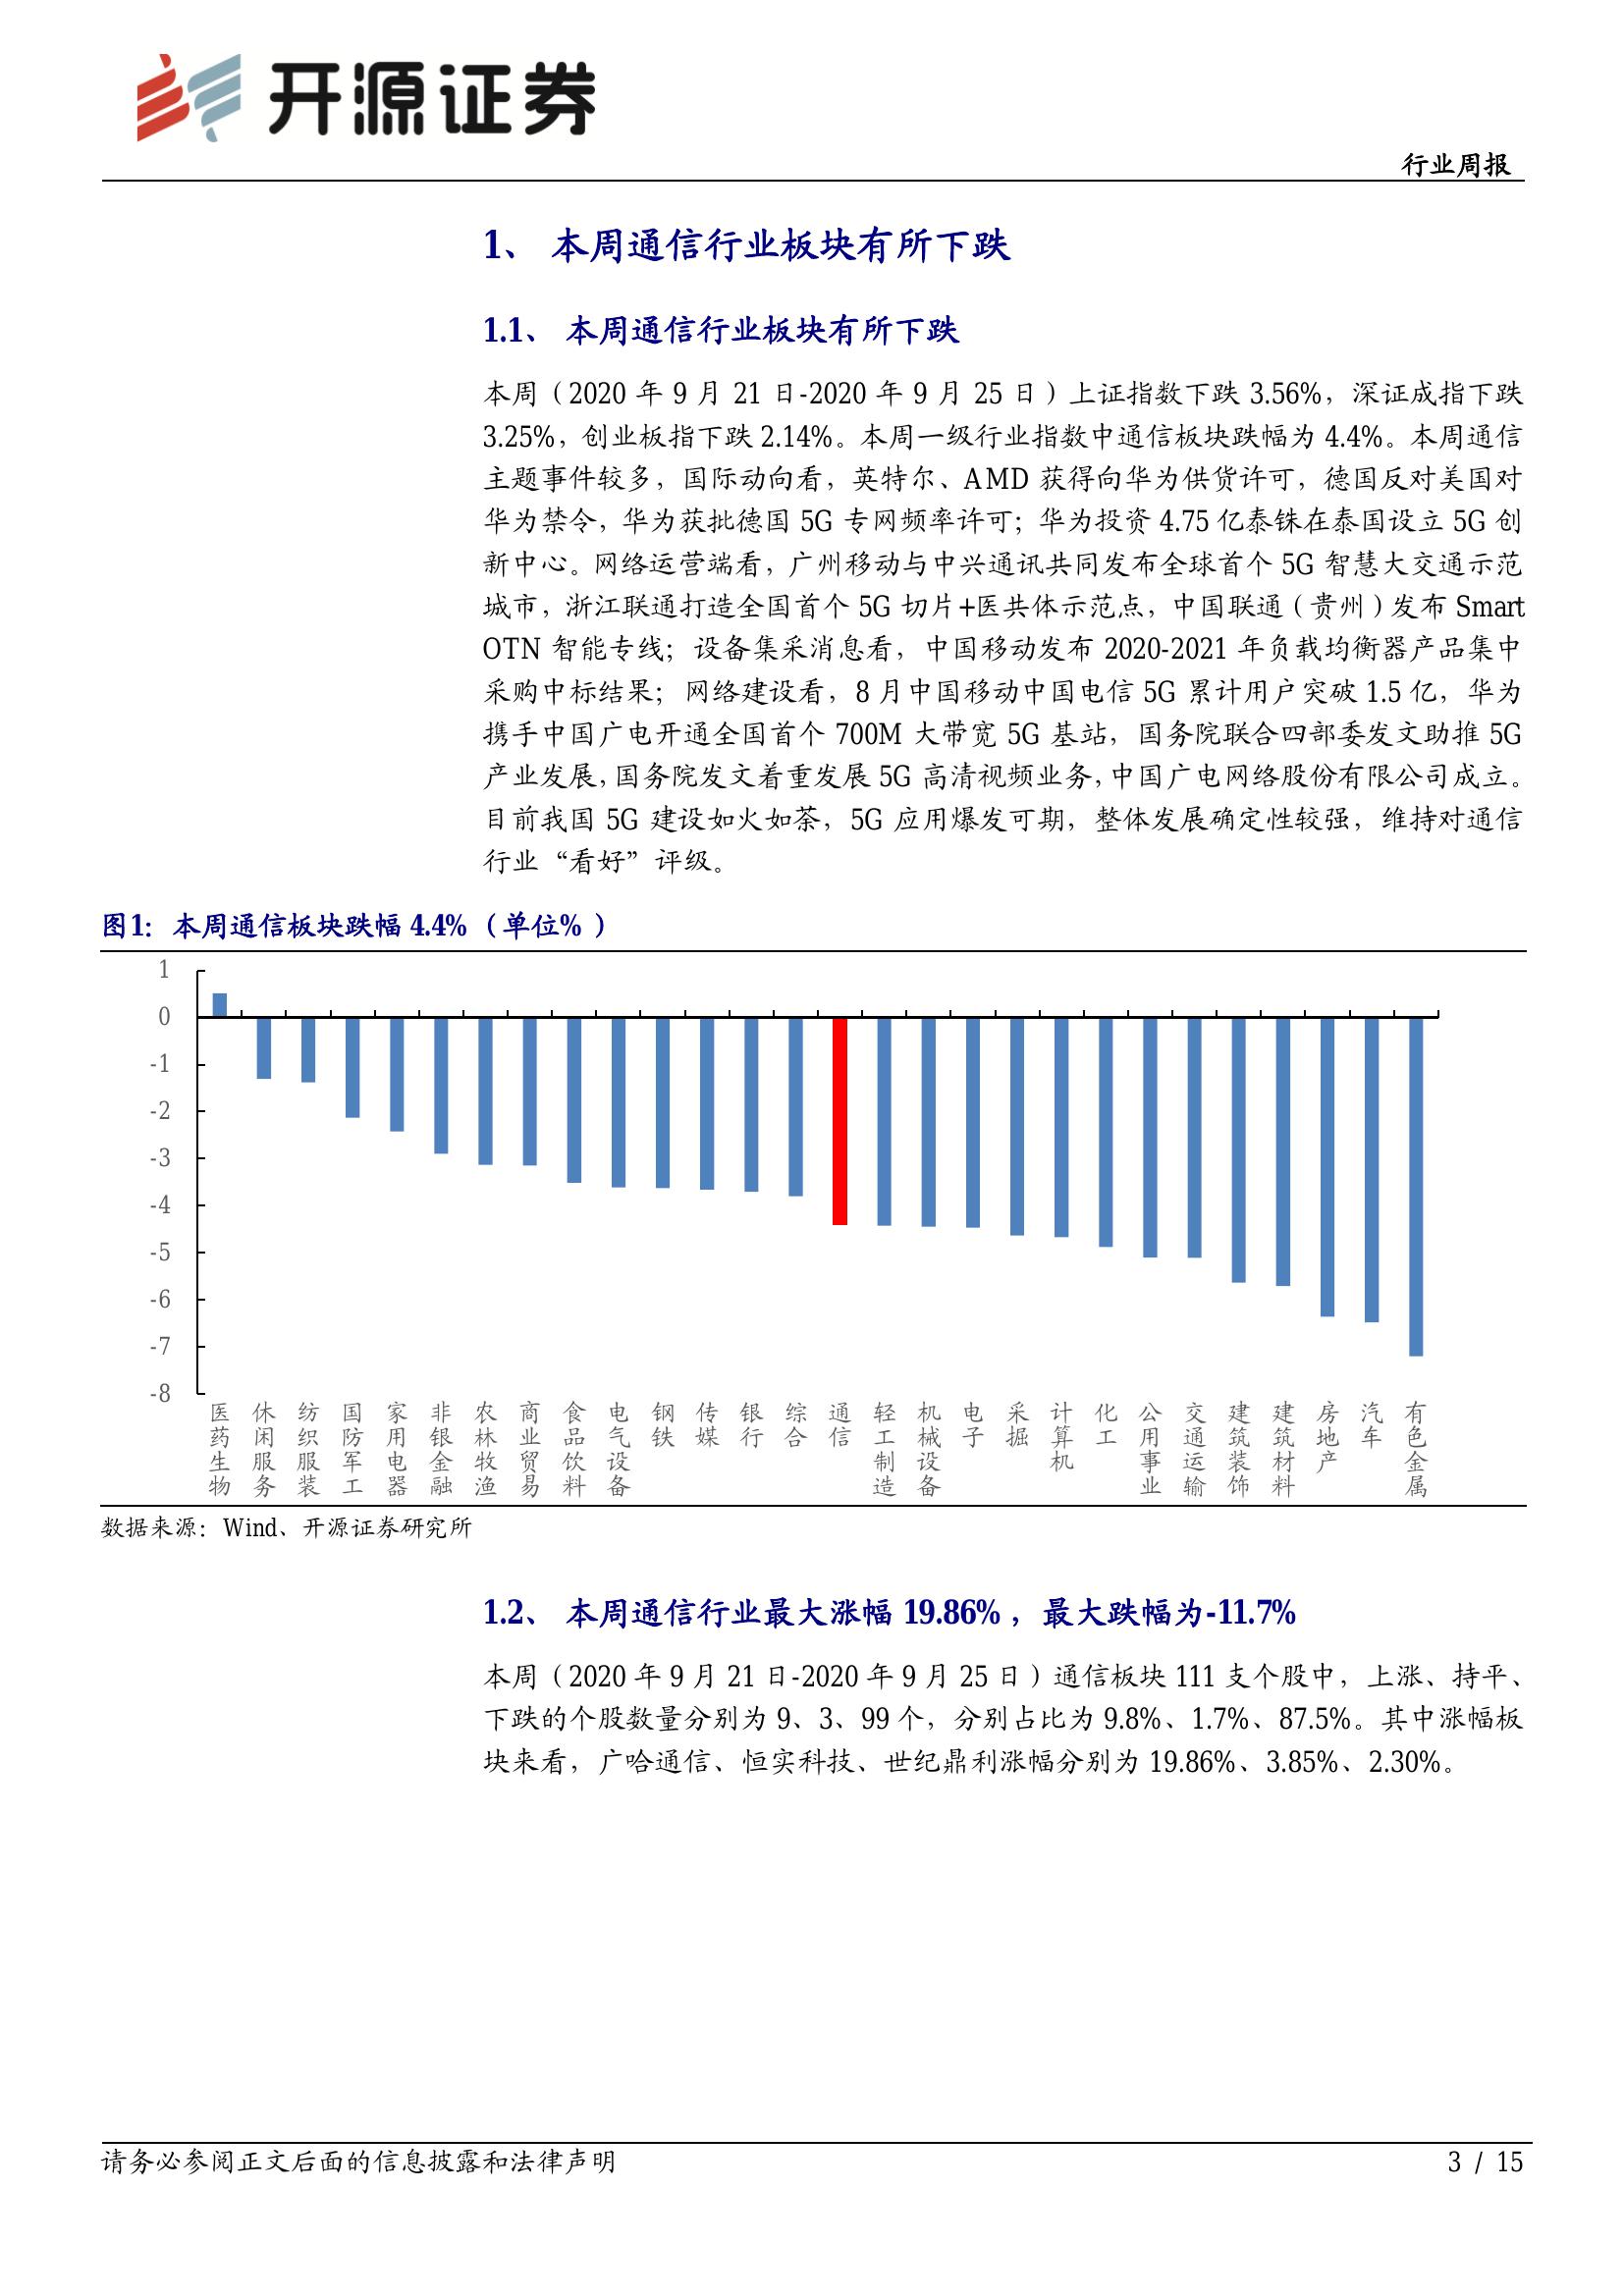 开源证券
行业周报
1、 本周通信行业板块有所下跌
1.1、 本周通信行业板块有所下跌
本周（2020 年 9 月 21 日-2020 年 9 月 25 日）上证指数下跌 3.56%，深证成指下跌
3.25%，创业板指下跌 2.14%。本周一级行业指数中通信板块跌幅为 4.4%。本周通信
主题事件较多，国际动向看，英特尔、AMD 获得向华为供货许可，德国反对美国对
华为禁令，华为获批德国 5G 专网频率许可；华为投资 4.75 亿泰铢在泰国设立 5G 创
新中心。网络运营端看，广州移动与中兴通讯共同发布全球首个 5G 智慧大交通示范
城市，浙江联通打造全国首个 5G 切片+医共体示范点，中国联通（贵州）发布 Smart
OTN 智能专线；设备集采消息看，中国移动发布 2020-2021 年负载均衡器产品集中
采购中标结果； 网络建设看，8 月中国移动中国电信 5G 累计用户突破 1.5 亿，华为
携手中国广电开通全国首个 700M 大带宽 5G 基站，国务院联合四部委发文助推 5G
产业发展，国务院发文着重发展 5G 高清视频业务，中国广电网络股份有限公司成立。
目前我国 5G 建设如火如荼，5G 应用爆发可期，整体发展确定性较强，维持对通信
行业“看好”评级。
图1： 本周通信板块跌幅 4.4%（单位%）
1
0
-1
-2
-3
-4
-5
-6
-7
-8
医药生物
休闲服务
纺织服装
国防军工
家用电器
非银金融
农林牧渔
商业贸易
食品饮料
电气设备
钢铁
传媒
银行
综合
通信
轻工制造
机械设备
电子
采掘
计算机
化工
公用事业
交通运输
建筑装饰
建筑材料
房地产
汽车
有色金属
数据来源：Wind、开源证券研究所
1.2、 本周通信行业最大涨幅 19.86%，最大跌幅为-11.7%
本周（2020 年 9 月 21 日-2020 年 9 月 25 日）通信板块 111 支个股中，上涨、持平、
下跌的个股数量分别为 9、3、99 个，分别占比为 9.8%、1.7%、87.5%。其中涨幅板
块来看，广哈通信、恒实科技、世纪鼎利涨幅分别为 19.86%、3.85%、2.30%。
请务必参阅正文后面的信息披露和法律声明
3 / 15